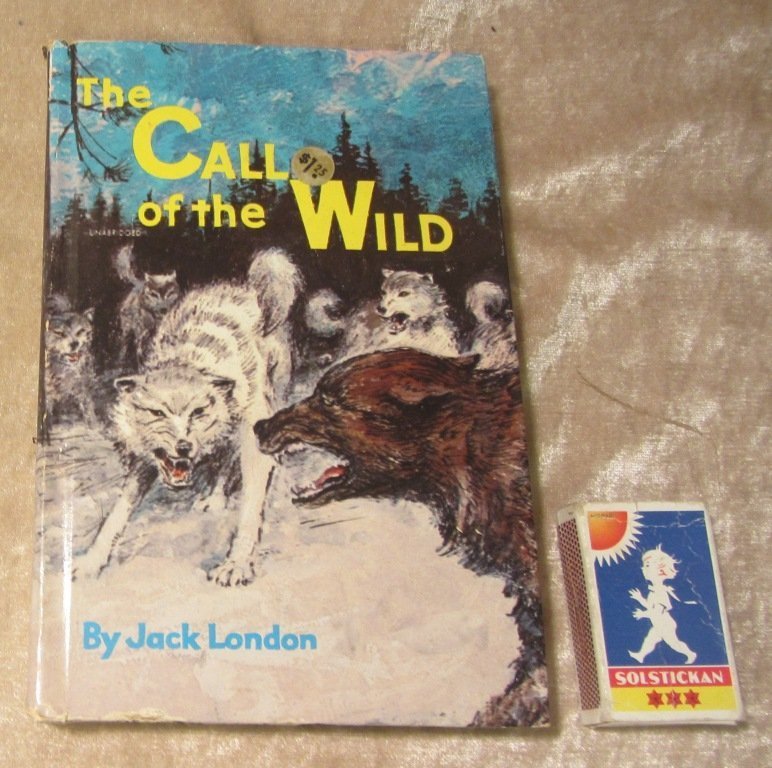 The
CALL
$1.25
of the WILD
UNABRIDGED
By Jack London
SOLSTICKAN